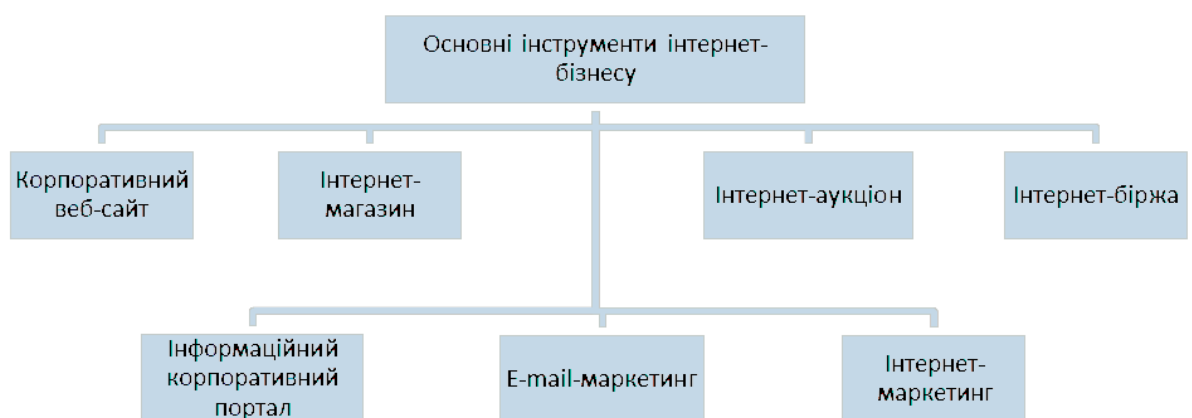 Основні інструменти інтернет-
бізнесу
Корпоративний
веб-сайт
Інтернет-
магазин
Інтернет-аукціон
Інтернет-біржа
Інформаційний
корпоративний
портал
E-mail-маркетинг
Інтернет-
маркетинг